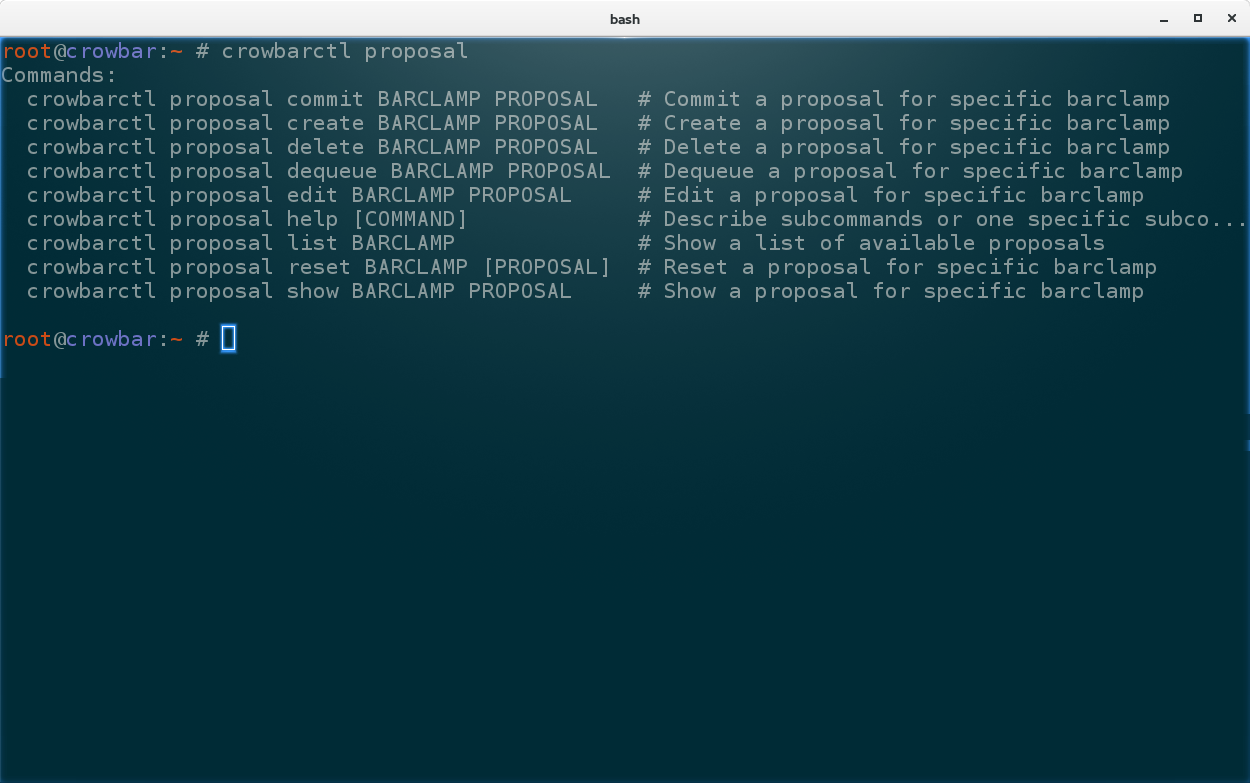 bash
root@crowbar:~ # crowbarctl proposal
Commands:
  crowbarctl proposal commit BARCLAMP PROPOSAL   # Commit a proposal for specific barclamp
  crowbarctl proposal create BARCLAMP PROPOSAL   # Create a proposal for specific barclamp
  crowbarctl proposal delete BARCLAMP PROPOSAL   # Delete a proposal for specific barclamp
  crowbarctl proposal dequeue BARCLAMP PROPOSAL  # Dequeue a proposal for specific barclamp
  crowbarctl proposal edit BARCLAMP PROPOSAL     # Edit a proposal for specific barclamp
  crowbarctl proposal help [COMMAND]             # Describe subcommands or one specific subco...
  crowbarctl proposal list BARCLAMP              # Show a list of available proposals
  crowbarctl proposal reset BARCLAMP [PROPOSAL]  # Reset a proposal for specific barclamp
  crowbarctl proposal show BARCLAMP PROPOSAL     # Show a proposal for specific barclamp
root@crowbar:~ #